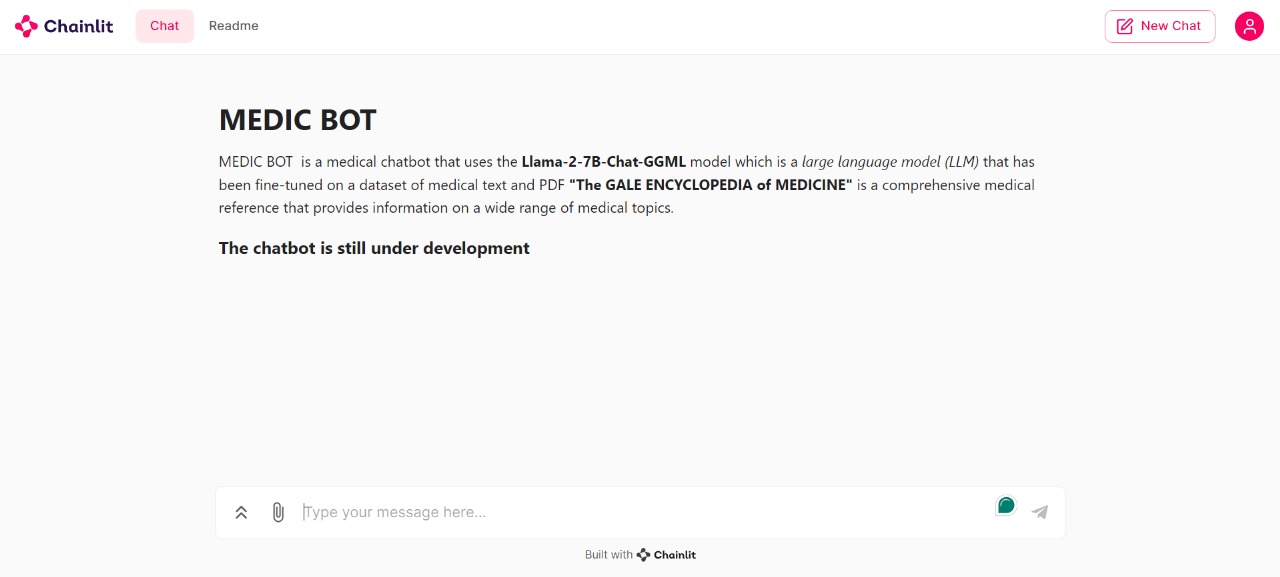 Chainlit Chat Readme New Chat
MEDIC BOT
MEDIC BOT is a medical chatbot that uses the Llama-2-7B-Chat-GGML model which is a large language model (LLM) that has
been fine-tuned on a dataset of medical text and PDF "The GALE ENCYCLOPEDIA of MEDICINE" is a comprehensive medical
reference that provides information on a wide range of medical topics.
The chatbot is still under development
Type your message here...
Built with Chainlit